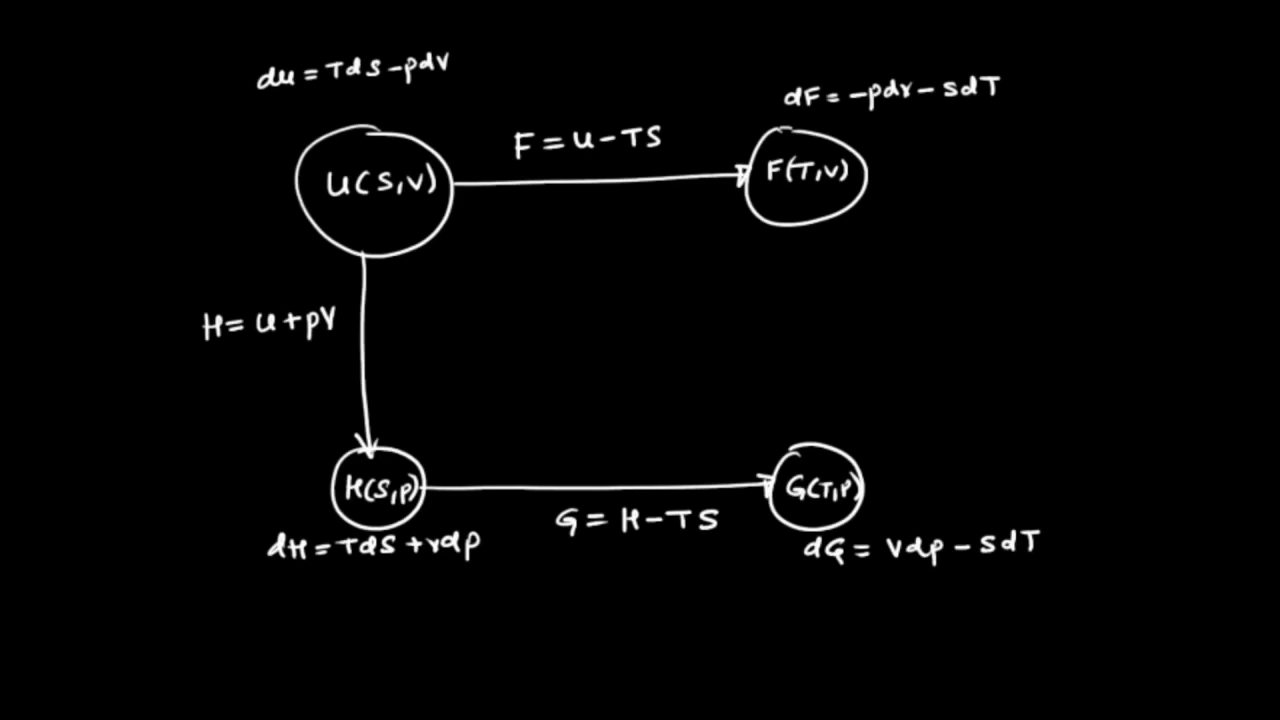 du = Tds - pdV
dF = -pdV - SdT
F = U - TS
U(S,V)
F(T,V)
H = U + pV
H(S,p)
G(T,P)
G = H - TS
dH = TdS + Vdp
dG = Vdp - SdT